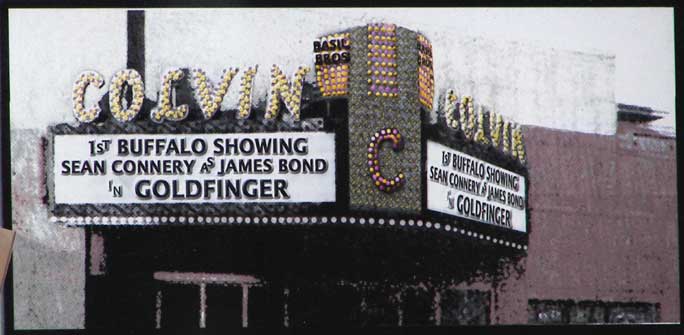 BASIL
BROS
COLVIN
1ST BUFFALO SHOWING
SEAN CONNERY AS JAMES BOND
IN GOLDFINGER
C
COLVIN
1ST BUFFALO SHOWING
SEAN CONNERY AS JAMES BOND
IN GOLDFINGER